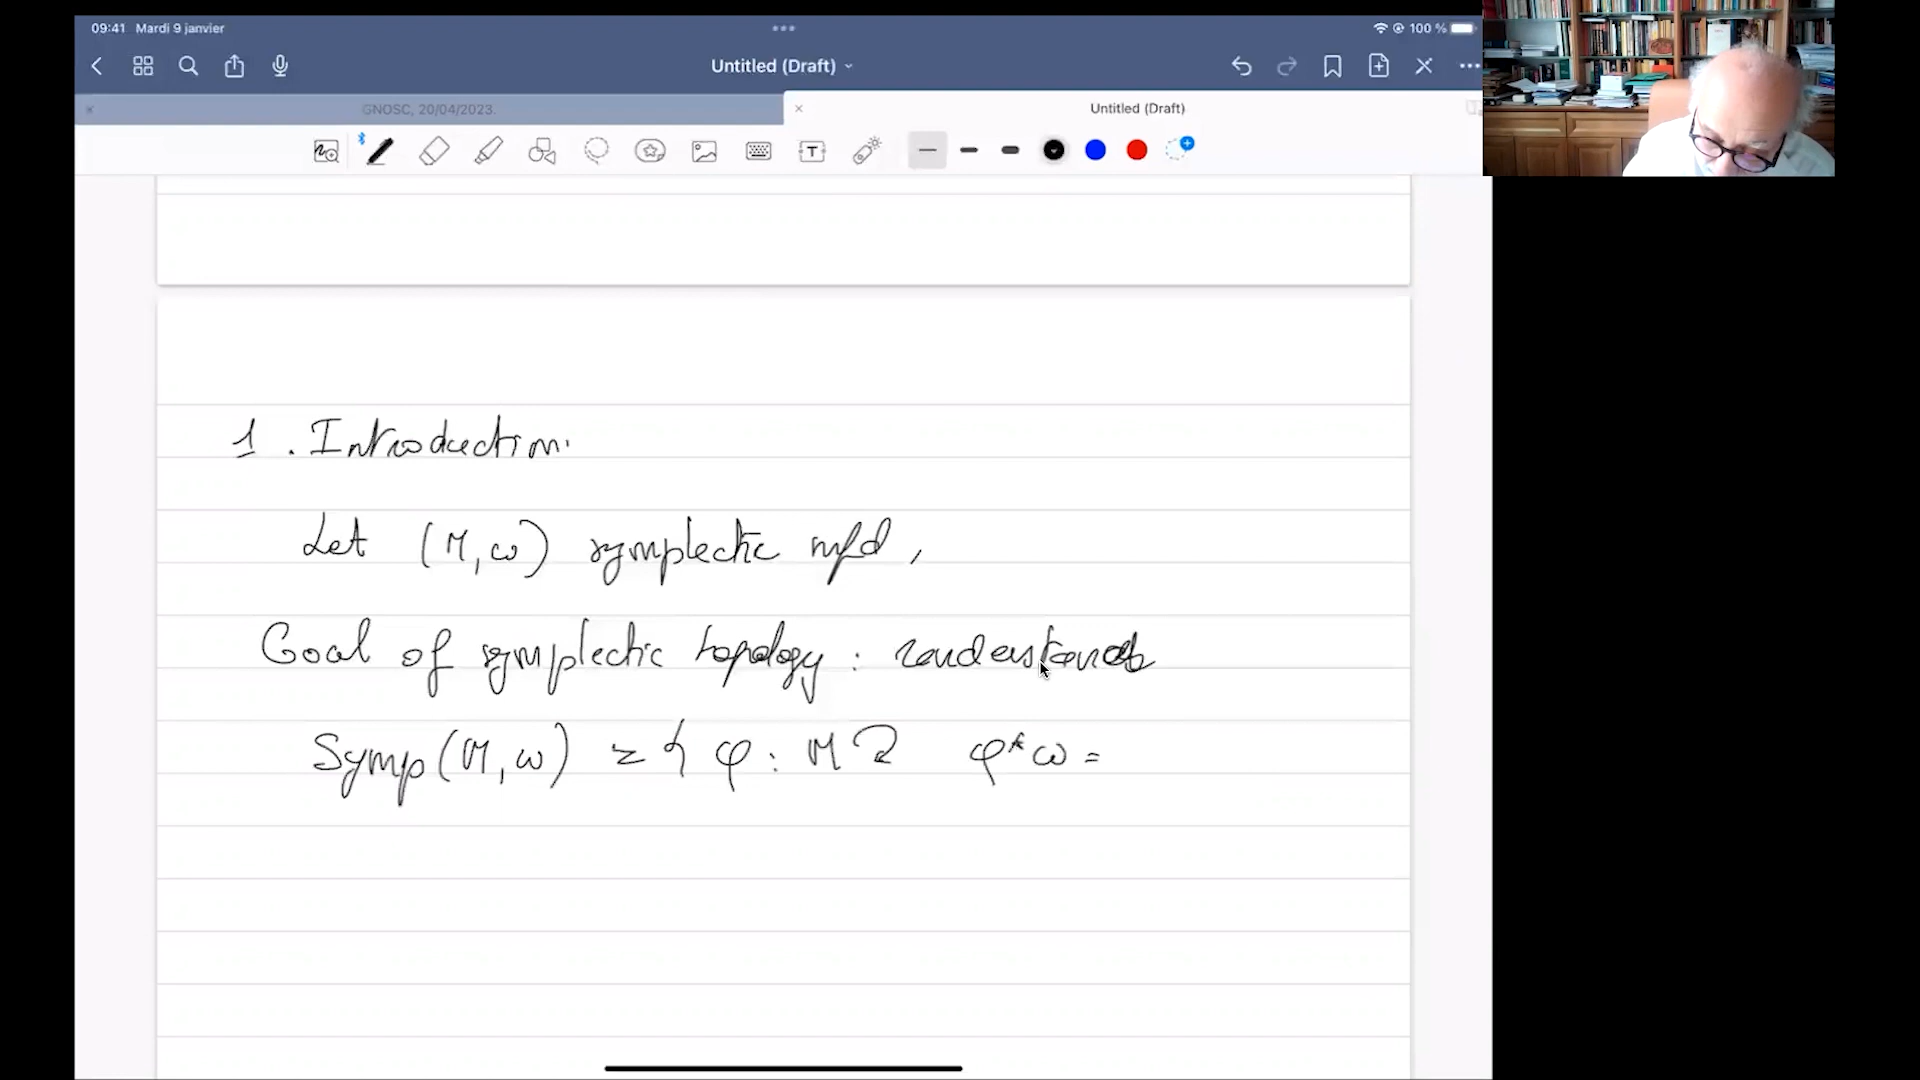 09:41 Mardi 9 janvier
100 %
Untitled (Draft)
GNOSC, 20/04/2023.
Untitled (Draft)
1. Introduction.
Let (M, ω) symplectic mfd,
Goal of symplectic topology : understand
Symp(M, ω) = { φ : M ⊋ φ*ω =